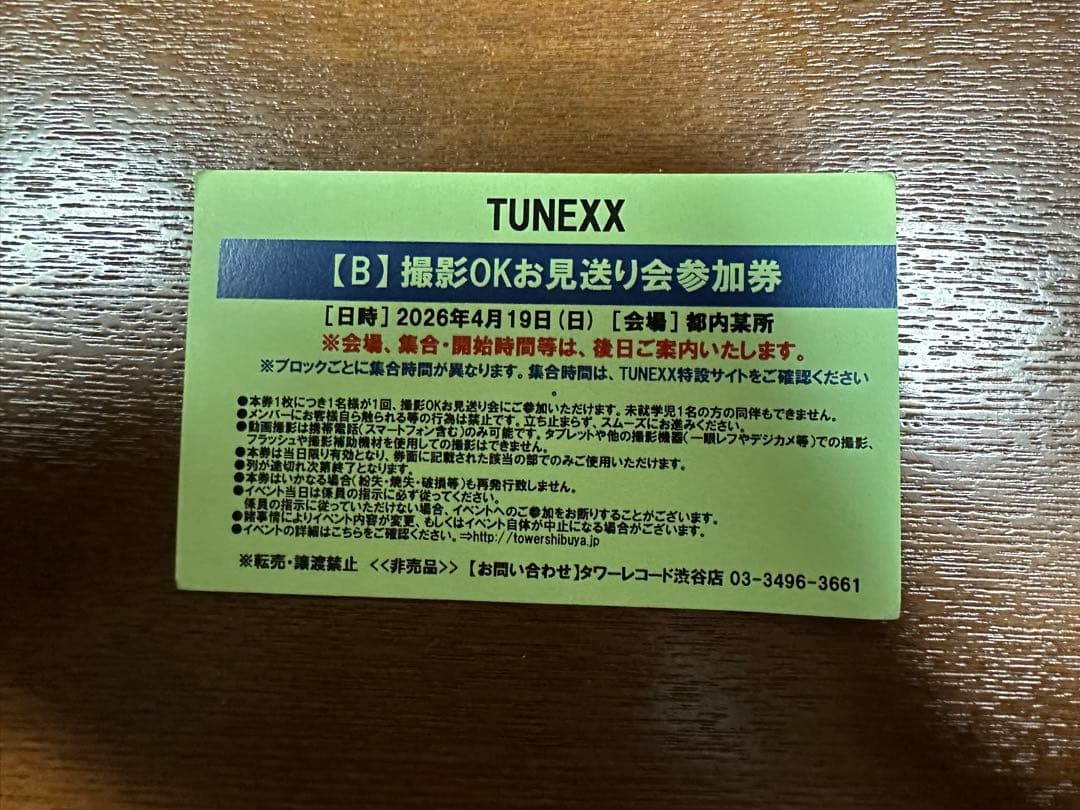 TUNEXX
【B】撮影OKお見送り会参加券
[日時] 2026年4月19日(日) [会場] 都内某所
※会場、集合・開始時間等は、後日ご案内いたします。
※ブロックごとに集合時間が異なります。集合時間は、TUNEXX特設サイトをご確認ください
。
●本券1枚につき1名様が1回、撮影OKお見送り会にご参加いただけます。未就学児1名の方の同伴もできません。
●メンバーにお客様自ら触られる等の行為は禁止です。立ち止まらず、スムーズにお進みください。
●動画撮影は携帯電話(スマートフォン含む)のみ可能です。タブレットや他の撮影機器(一眼レフやデジカメ等)での撮影、
フラッシュや撮影補助機材を使用しての撮影はできません。
●本券は当日限り有効となり、券面に記載された該当の部でのみご使用いただけます。
●列が途切れ次第終了となります。
●本券はいかなる場合(紛失・焼失・破損等)も再発行致しません。
●イベント当日は係員の指示に必ず従ってください。
係員の指示に従っていただけない場合、イベントへのご参加をお断りすることがございます。
●諸事情によりイベント内容が変更、もしくはイベント自体が中止になる場合がございます。
●イベントの詳細はこちらをご確認ください。⇒http://towershibuya.jp
※転売・譲渡禁止 <<非売品>> 【お問い合わせ】タワーレコード渋谷店 03-3496-3661